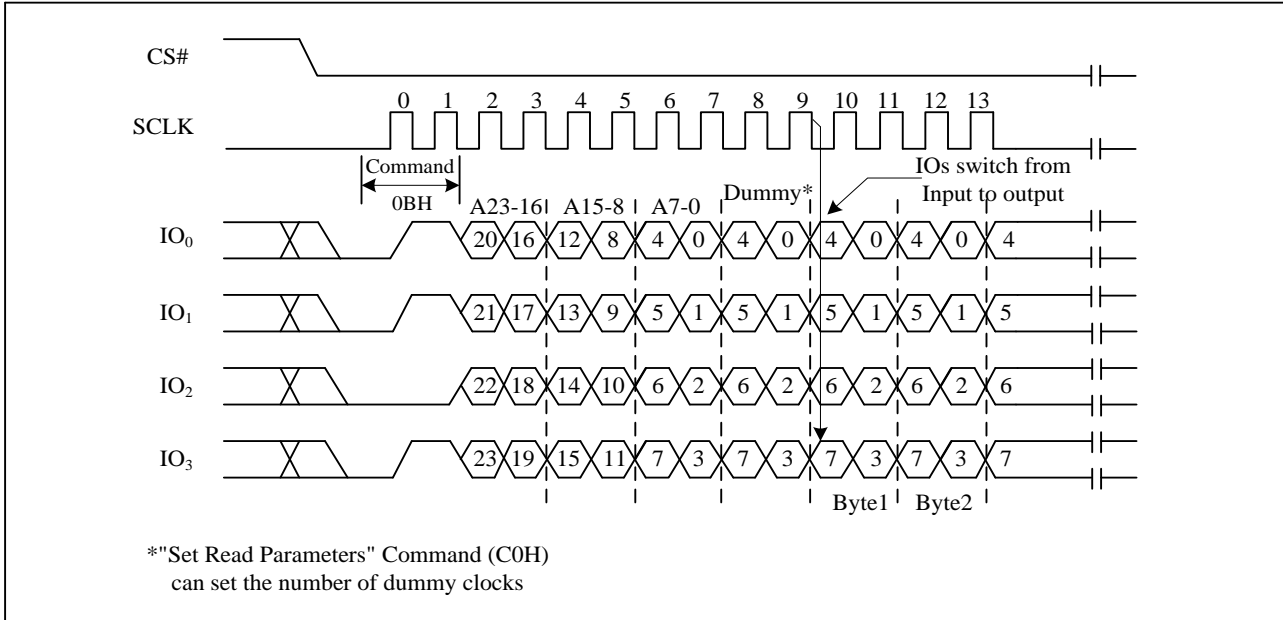 CS#
0 1 2 3 4 5 6 7 8 9 10 11 12 13
SCLK
Command
IOs switch from
Input to output
0BH
Dummy*
A23-16 A15-8 A7-0
IO₀ 20 16 12 8 4 0 4 0 4 0 4 0 4
IO₁ 21 17 13 9 5 1 5 1 5 1 5 1 5
IO₂ 22 18 14 10 6 2 6 2 6 2 6 2 6
IO₃ 23 19 15 11 7 3 7 3 7 3 7 3 7
Byte1 Byte2
*"Set Read Parameters" Command (C0H)
can set the number of dummy clocks